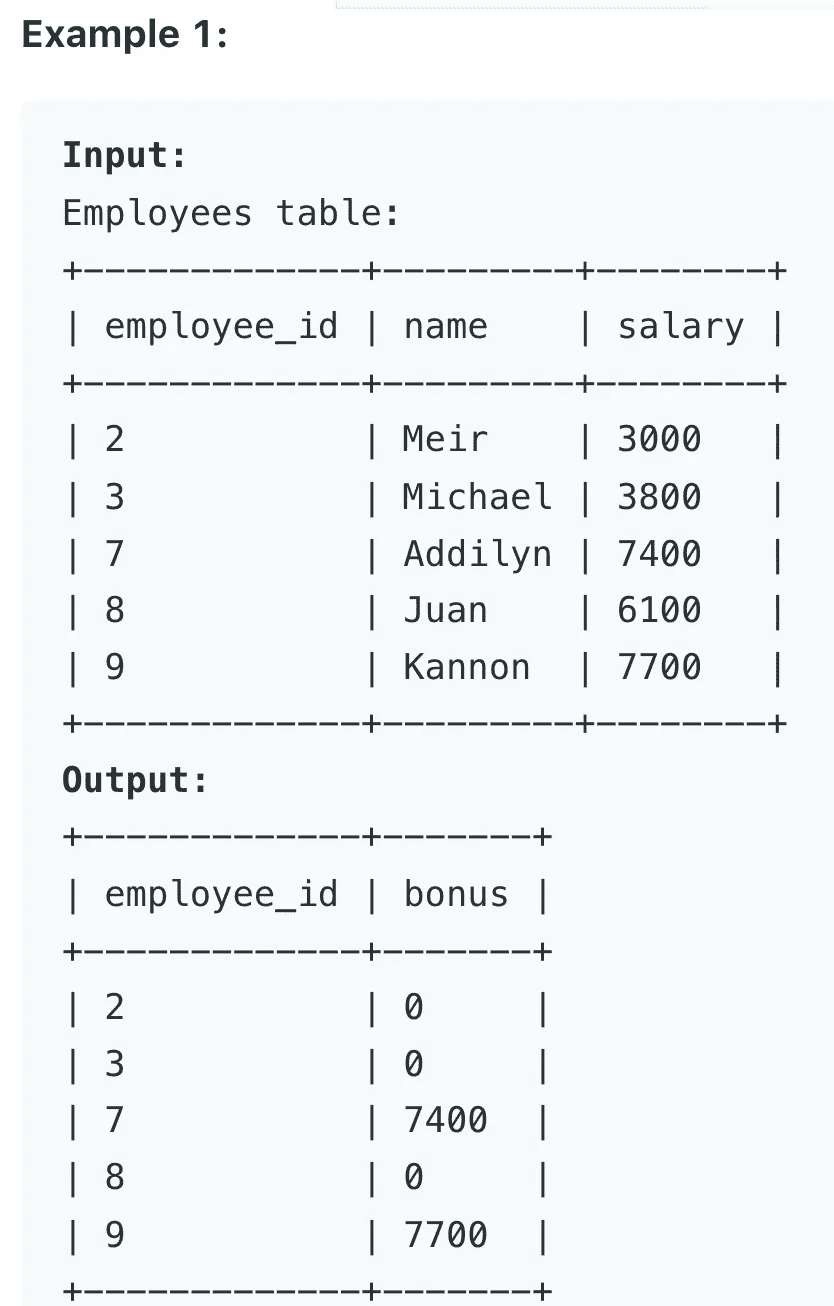 Example 1:
Input:
Employees table:
+-------------+---------+--------+
| employee_id | name    | salary |
+-------------+---------+--------+
| 2           | Meir    | 3000   |
| 3           | Michael | 3800   |
| 7           | Addilyn | 7400   |
| 8           | Juan    | 6100   |
| 9           | Kannon  | 7700   |
+-------------+---------+--------+
Output:
+-------------+-------+
| employee_id | bonus |
+-------------+-------+
| 2           | 0     |
| 3           | 0     |
| 7           | 7400  |
| 8           | 0     |
| 9           | 7700  |
+-------------+-------+